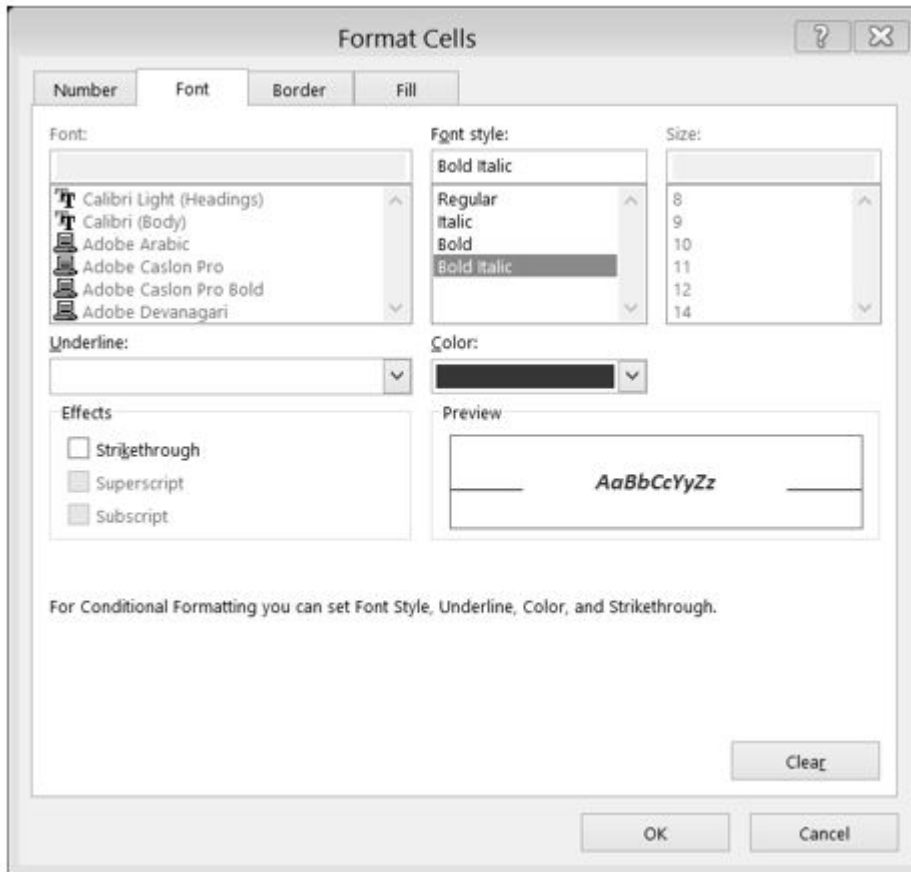 Format Cells
Number Font Border Fill
Font: Font style: Size:
Bold Italic
Calibri Light (Headings) Regular 8
Calibri (Body) Italic 9
Adobe Arabic Bold 10
Adobe Caslon Pro Bold Italic 11
Adobe Caslon Pro Bold 12
Adobe Devanagari 14
Underline: Color:
Effects Preview
Strikethrough
Superscript AaBbCcYyZz
Subscript
For Conditional Formatting you can set Font Style, Underline, Color, and Strikethrough.
Clear
OK Cancel